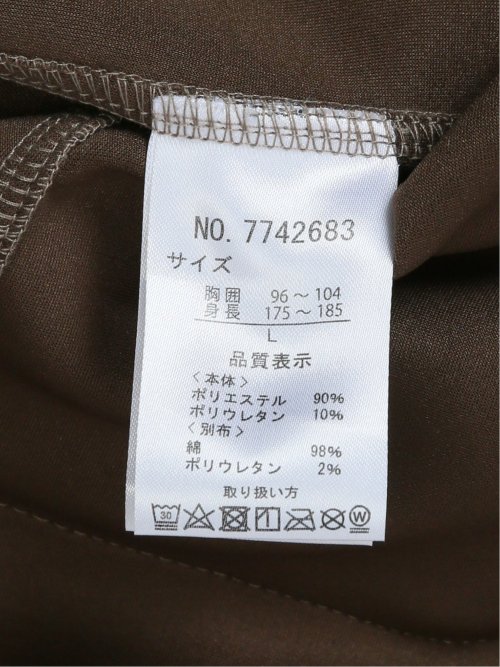 NO. 7742683
サイズ
胸囲 96～104
身長 175～185
L
品質表示
＜本体＞
ポリエステル 90%
ポリウレタン 10%
＜別布＞
綿 98%
ポリウレタン 2%
取り扱い方
30 W